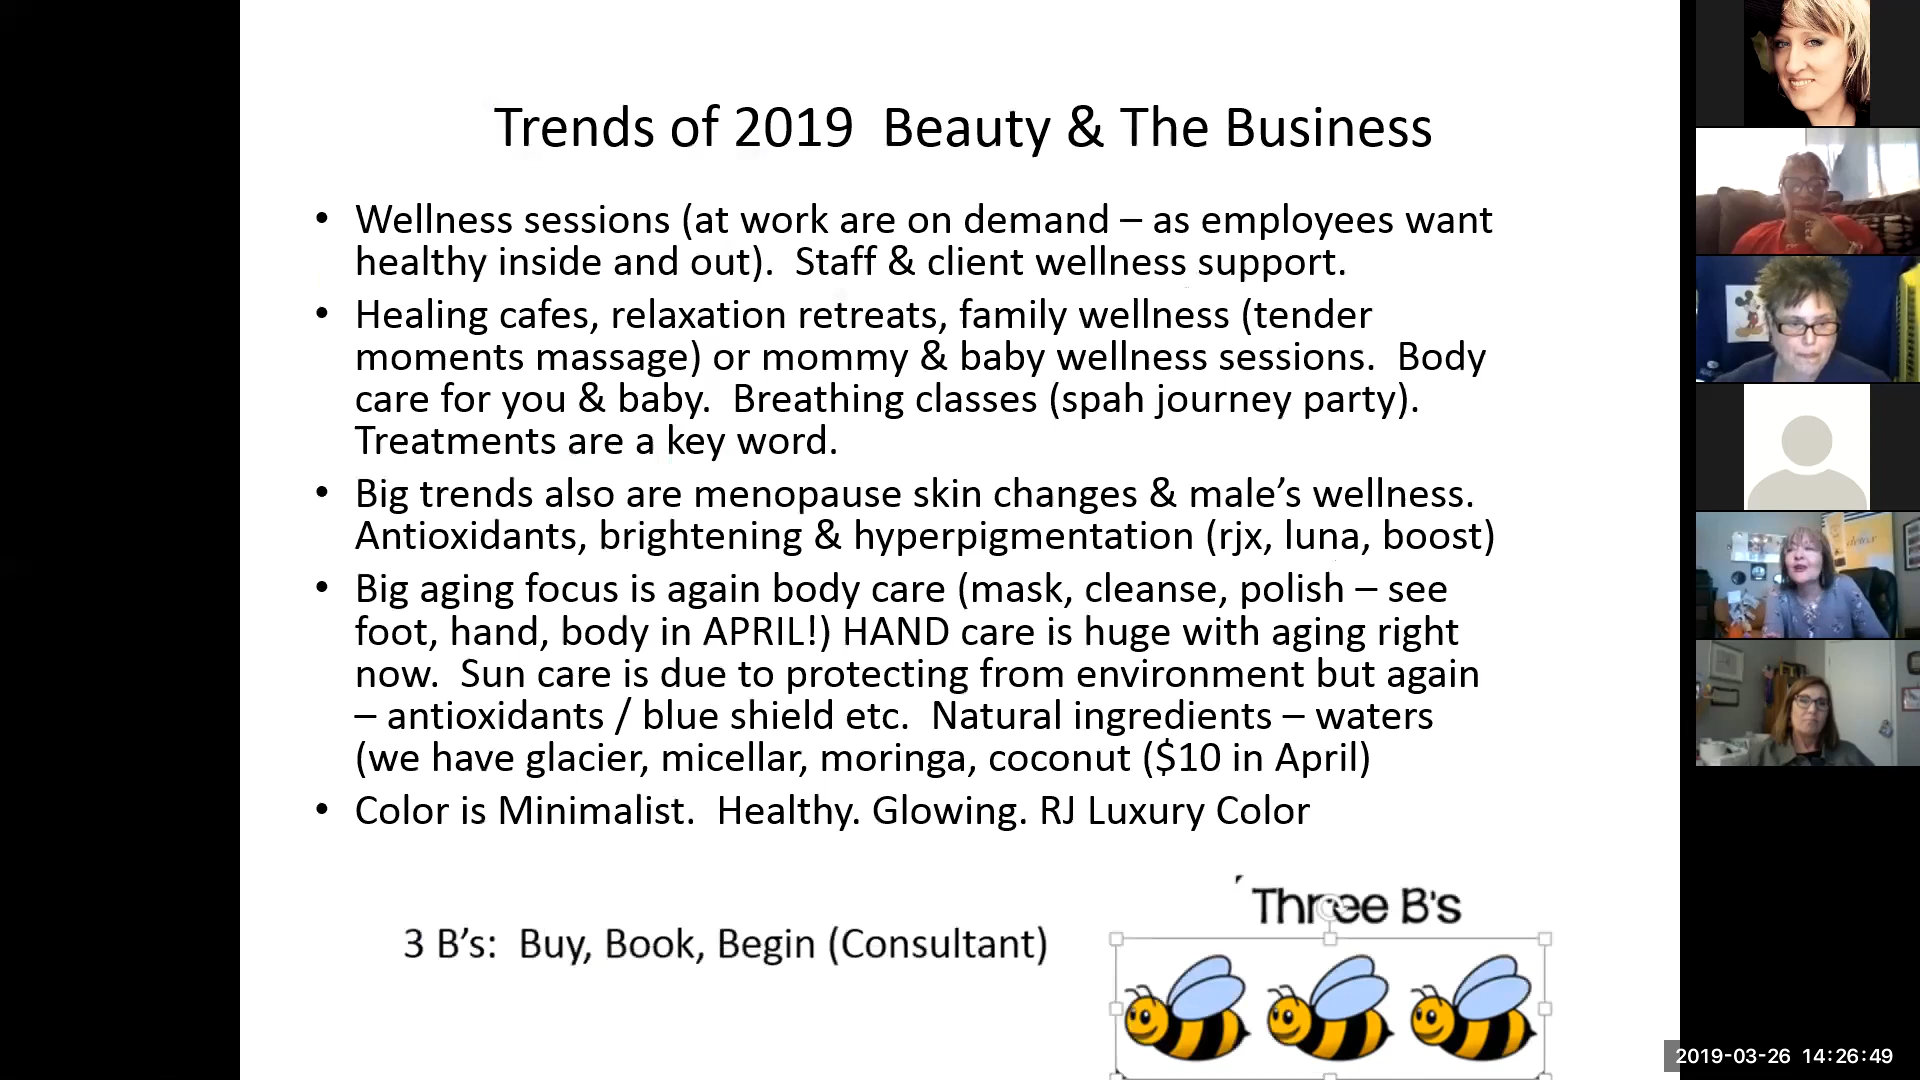 Trends of 2019  Beauty & The Business
• Wellness sessions (at work are on demand – as employees want
healthy inside and out).  Staff & client wellness support.
• Healing cafes, relaxation retreats, family wellness (tender
moments massage) or mommy & baby wellness sessions.  Body
care for you & baby.  Breathing classes (spah journey party).
Treatments are a key word.
• Big trends also are menopause skin changes & male’s wellness.
Antioxidants, brightening & hyperpigmentation (rjx, luna, boost)
• Big aging focus is again body care (mask, cleanse, polish – see
foot, hand, body in APRIL!) HAND care is huge with aging right
now.  Sun care is due to protecting from environment but again
– antioxidants / blue shield etc.  Natural ingredients – waters
(we have glacier, micellar, moringa, coconut ($10 in April)
• Color is Minimalist.  Healthy. Glowing. RJ Luxury Color
Three B's
3 B’s:  Buy, Book, Begin (Consultant)
detox
2019-03-26  14:26:49